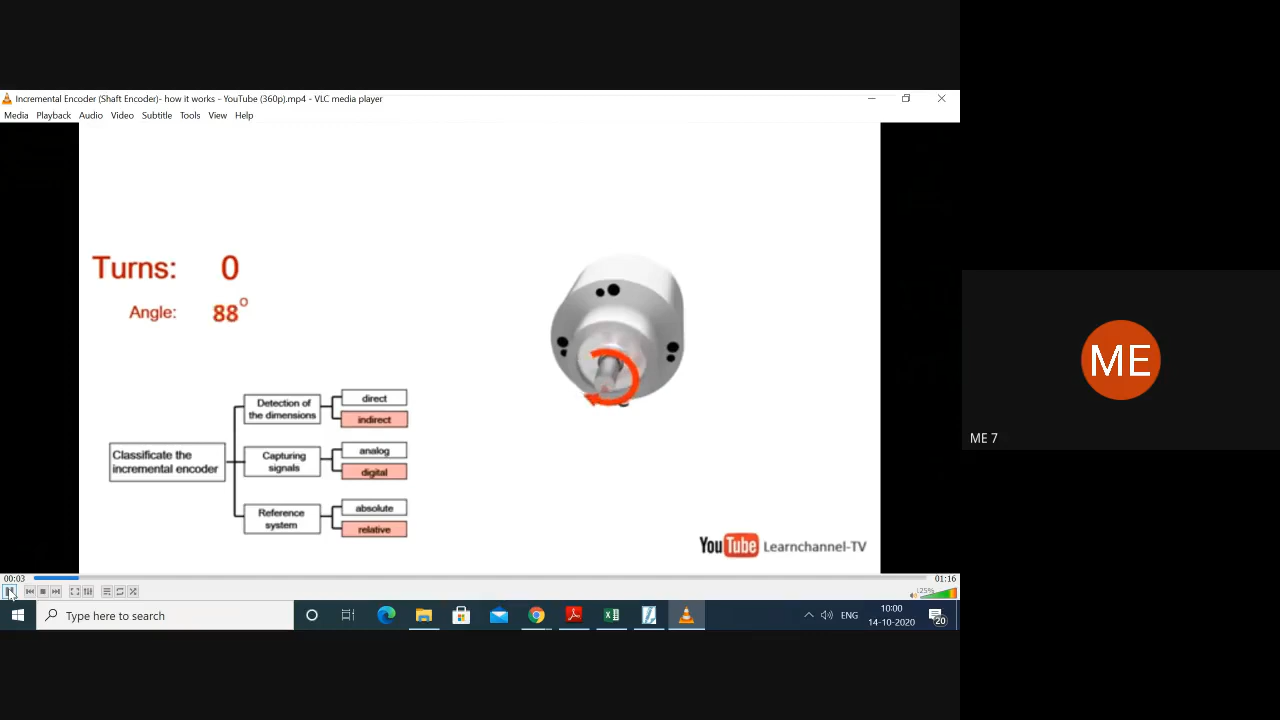 Incremental Encoder (Shaft Encoder)- how it works - YouTube (360p).mp4 - VLC media player
Media Playback Audio Video Subtitle Tools View Help
Turns: 0
Angle: 88°
Classificate the
incremental encoder
Detection of
the dimensions
direct
indirect
Capturing
signals
analog
digital
Reference
system
absolute
relative
YouTube Learnchannel-TV
00:03
01:16
125%
Type here to search
ENG
10:00
14-10-2020
20
ME
ME 7